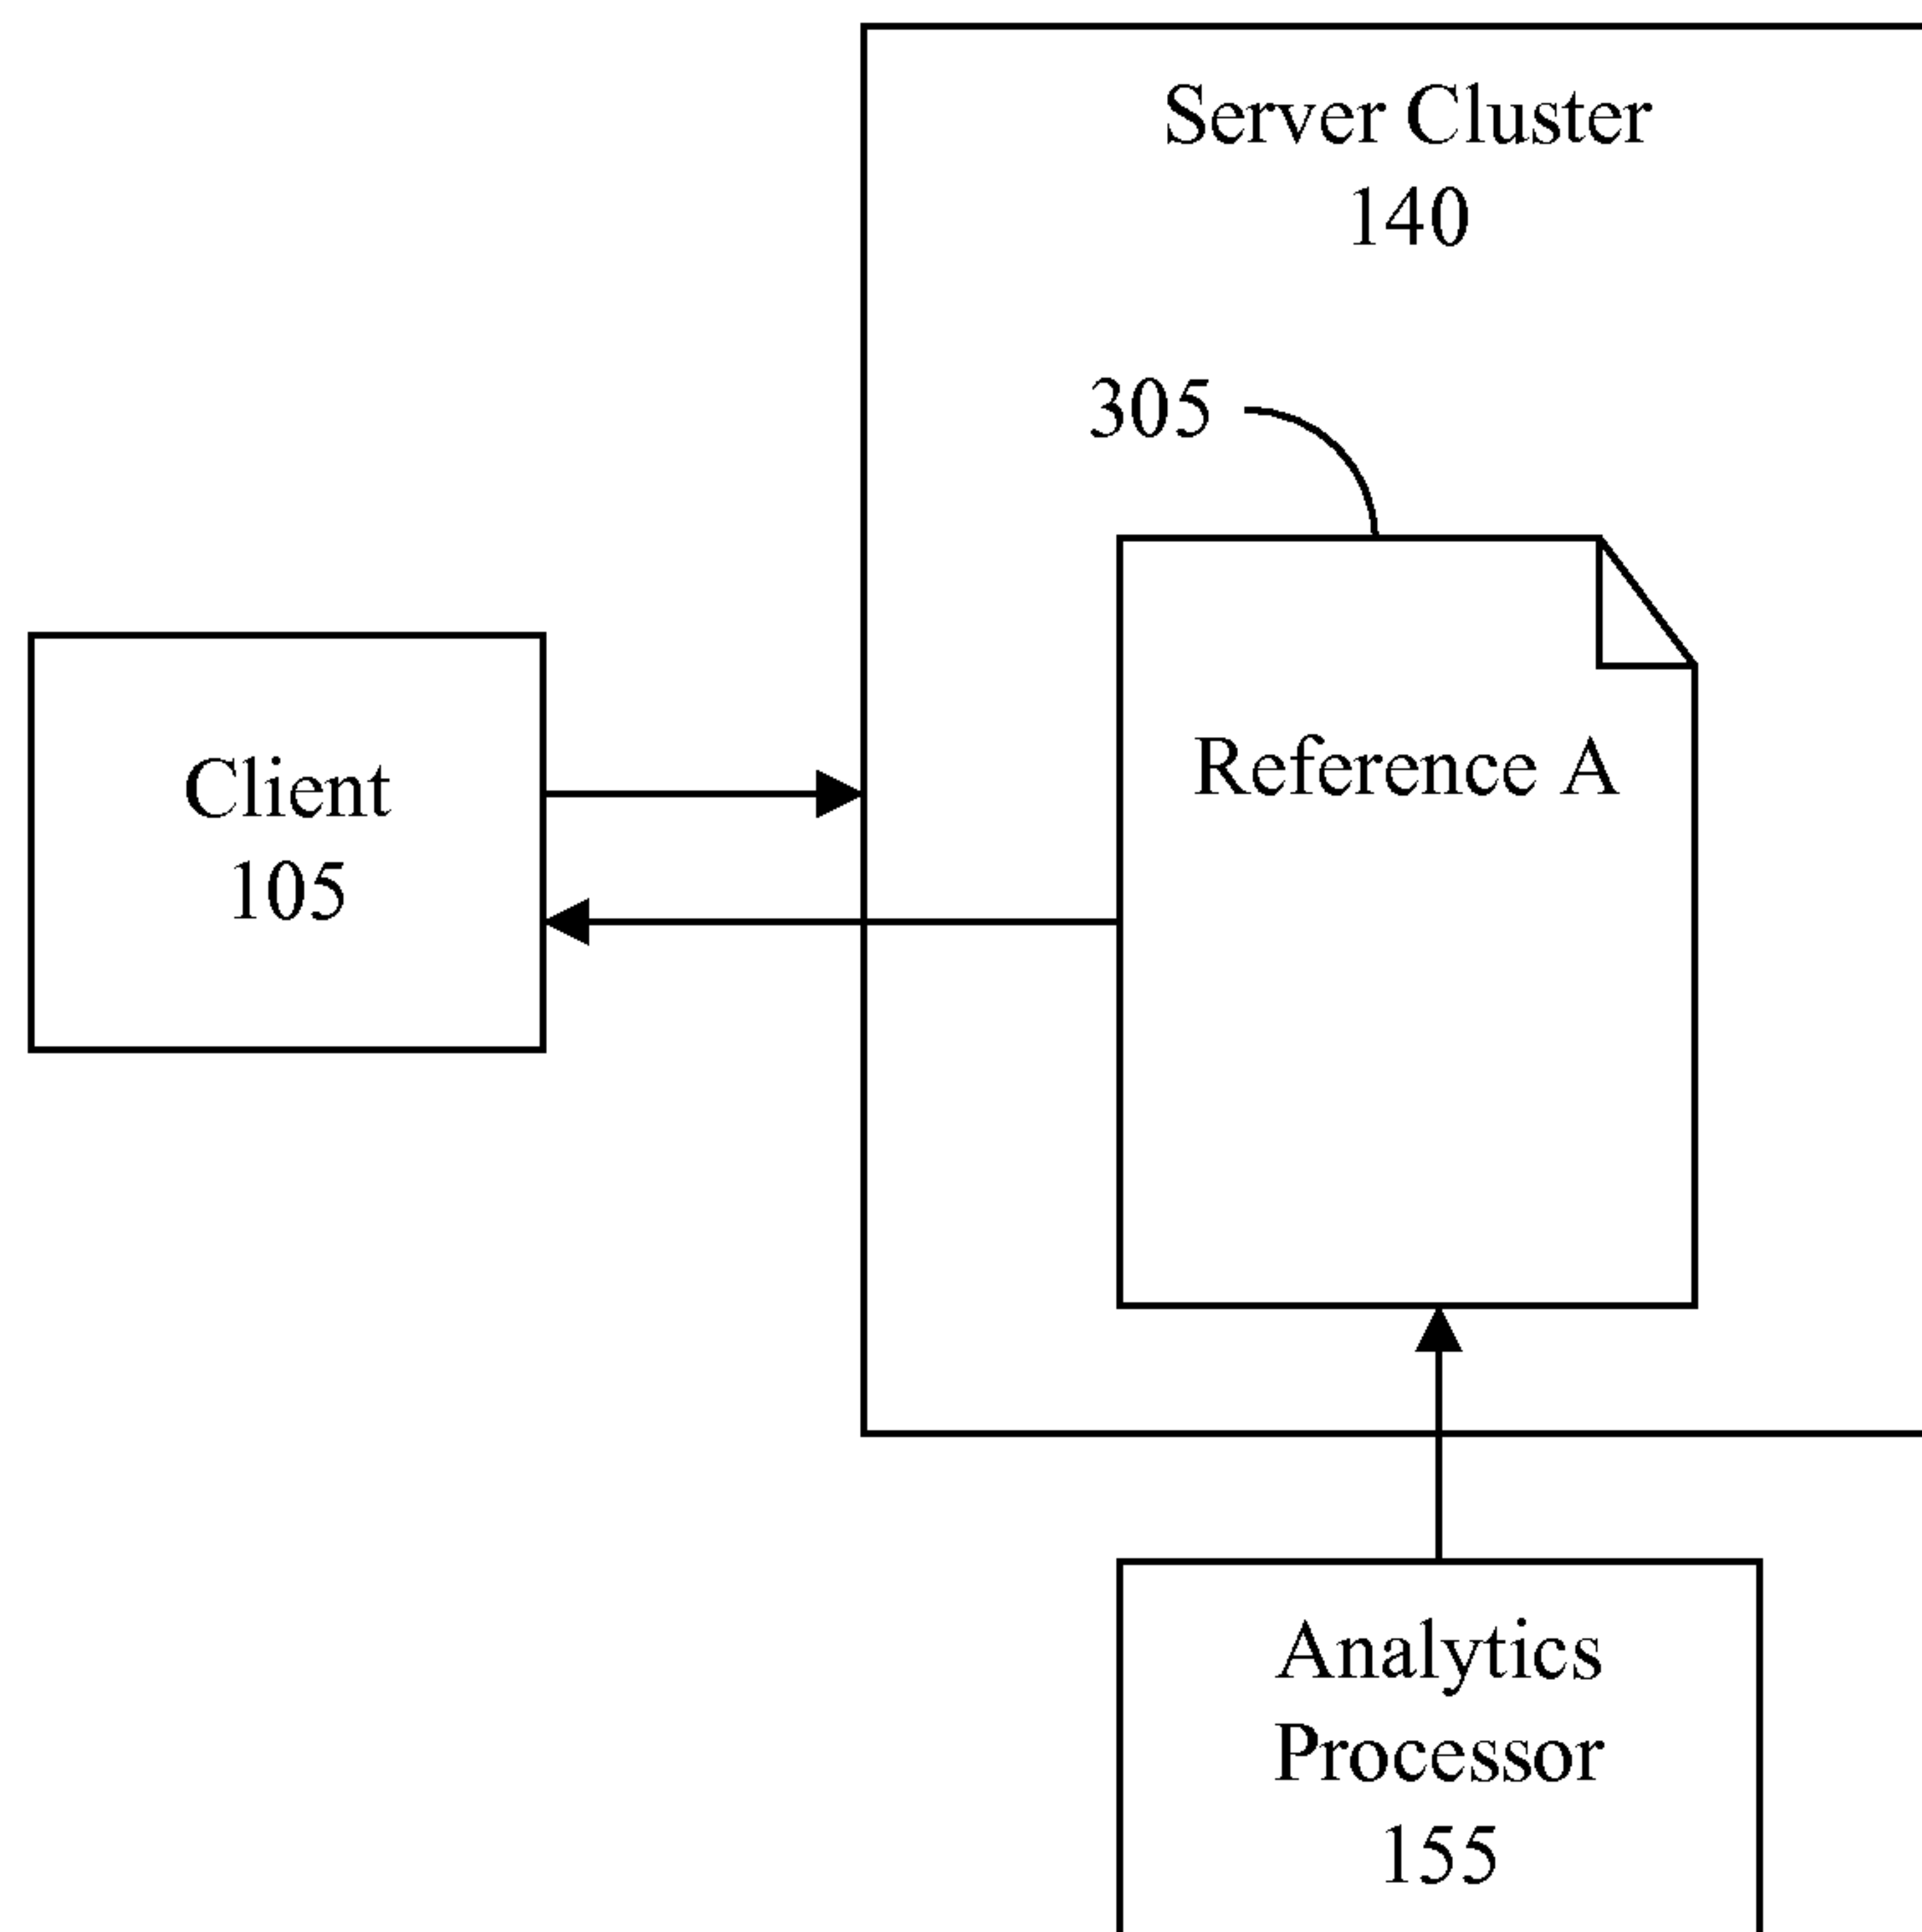 Server Cluster
140
305
Reference A
Client
105
Analytics
Processor
155